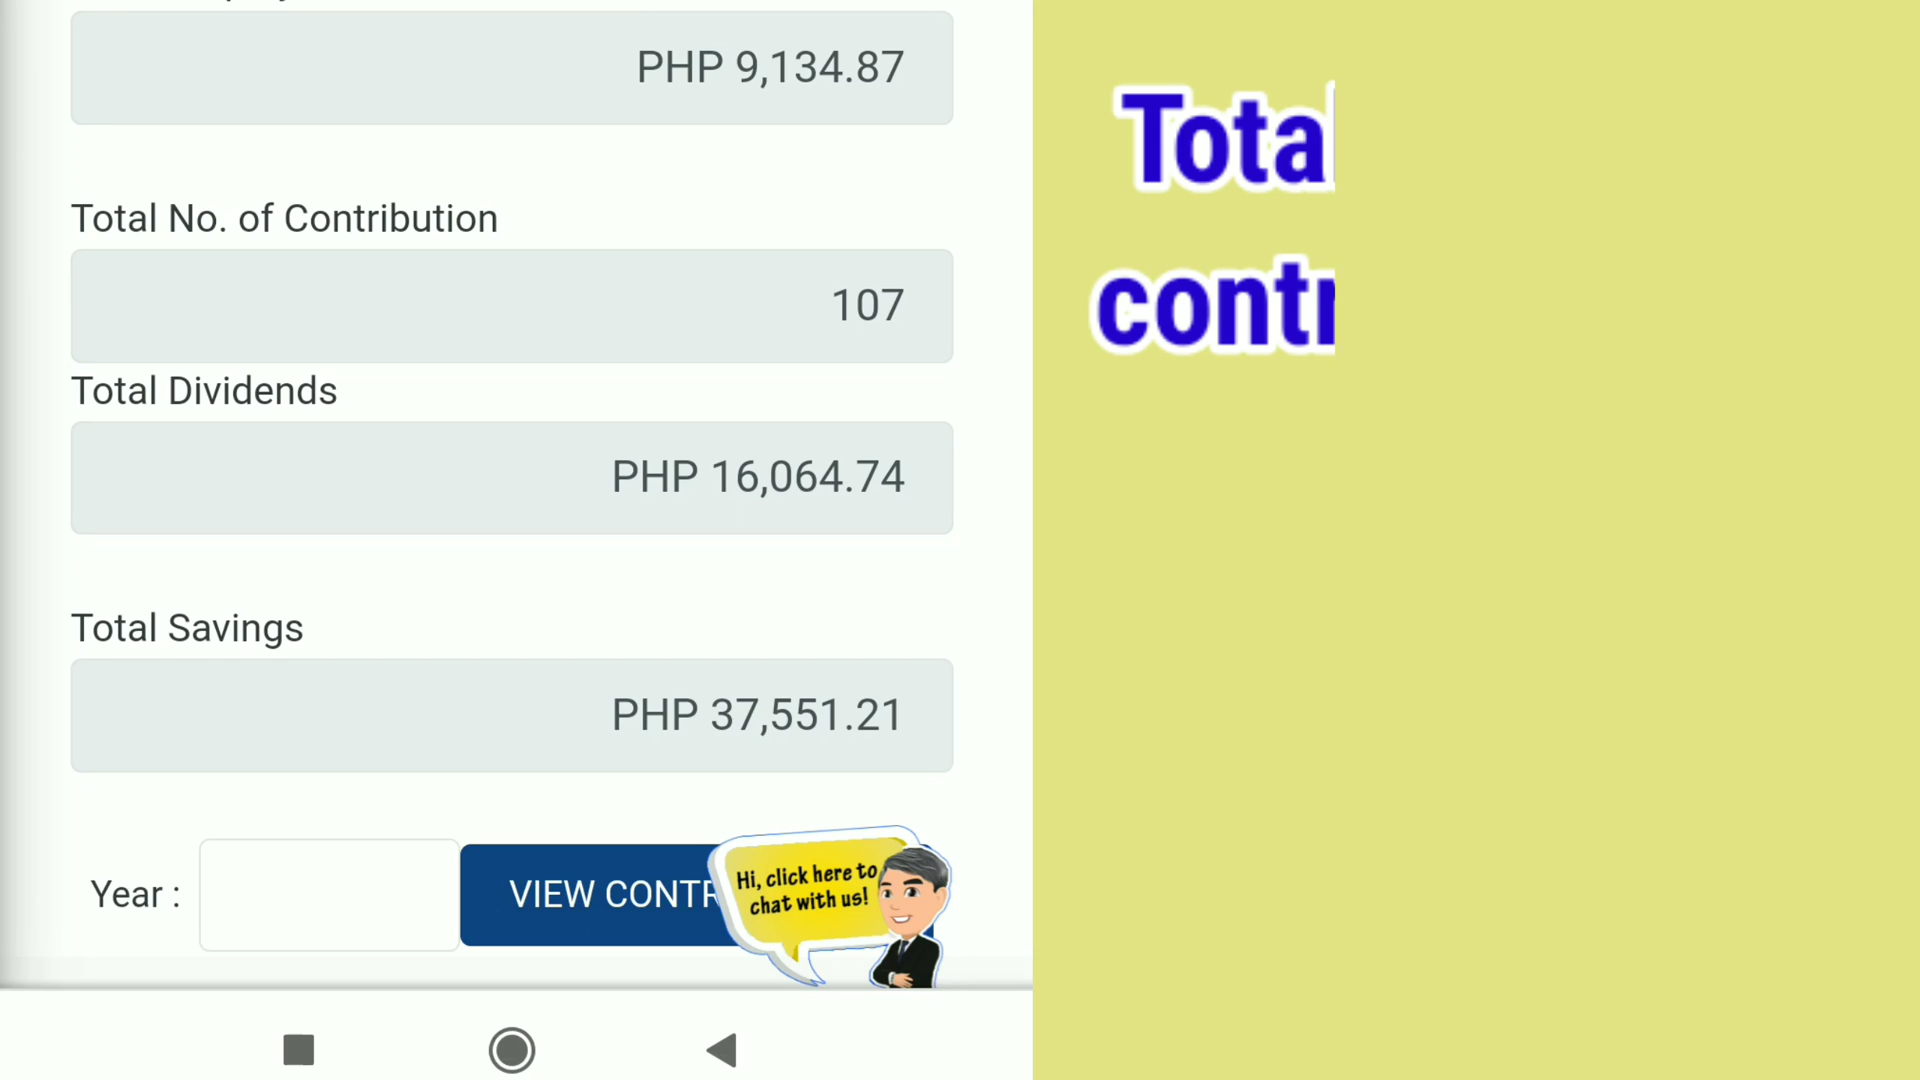 PHP 9,134.87
Total No. of Contribution
107
Total Dividends
PHP 16,064.74
Total Savings
PHP 37,551.21
Year :
VIEW CONTR
Hi, click here to
chat with us!
Total
contr